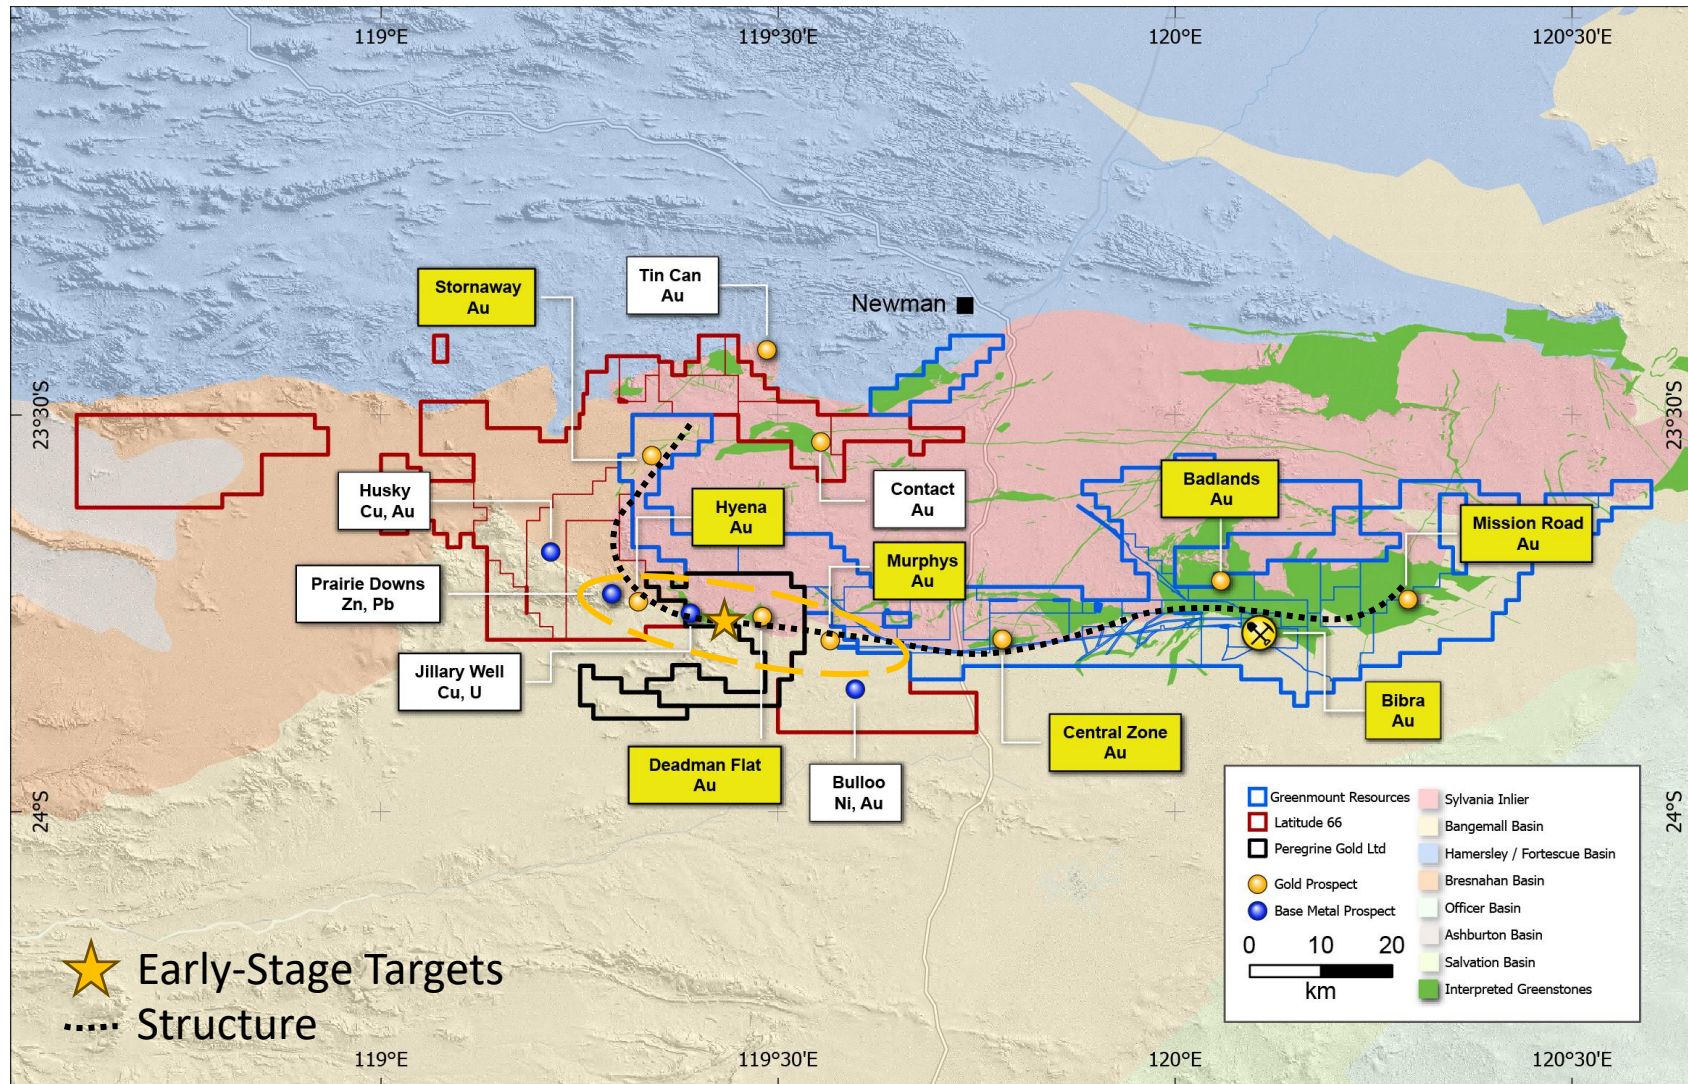 119°E
119°30'E
120°E
120°30'E
Stornaway
Au
Tin Can
Au
Newman
23°30'S
23°30'S
Husky
Cu, Au
Contact
Au
Hyena
Au
Badlands
Au
Mission Road
Au
Murphys
Au
Prairie Downs
Zn, Pb
Jillary Well
Cu, U
Bibra
Au
Central Zone
Au
Deadman Flat
Au
Bulloo
Ni, Au
24°S
24°S
Greenmount Resources
Latitude 66
Peregrine Gold Ltd
Gold Prospect
Base Metal Prospect
0 10 20
km
Sylvania Inlier
Bangemall Basin
Hamersley / Fortescue Basin
Bresnahan Basin
Officer Basin
Ashburton Basin
Salvation Basin
Interpreted Greenstones
Early-Stage Targets
Structure
119°E
119°30'E
120°E
120°30'E